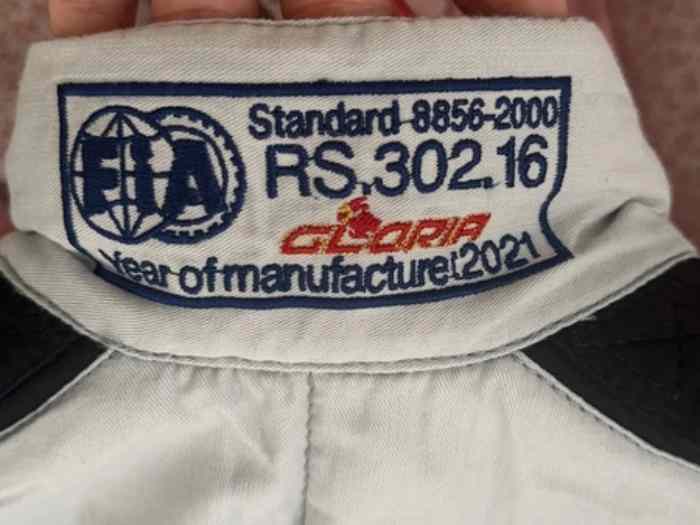 FIA
Standard 8856-2000
RS.302.16
GLORIA
Year of manufacture:2021